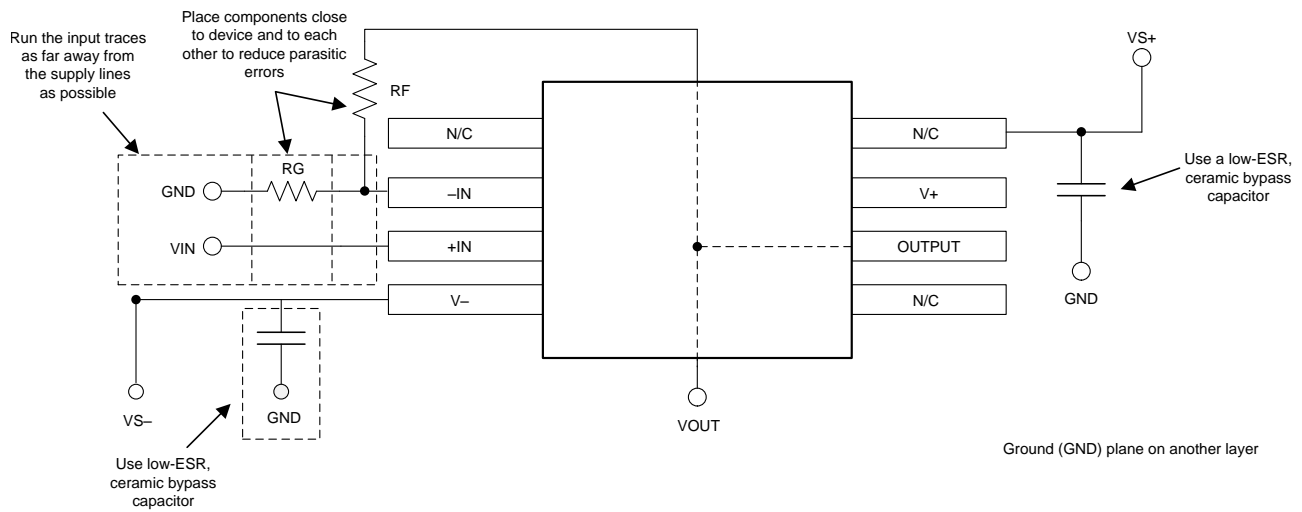 Run the input traces
as far away from
the supply lines
as possible
Place components close
to device and to each
other to reduce parasitic
errors
VS+
RF
N/C
N/C
Use a low-ESR,
ceramic bypass
capacitor
RG
GND
–IN
V+
VIN
+IN
OUTPUT
V–
N/C
GND
VS–
GND
VOUT
Use low-ESR,
ceramic bypass
capacitor
Ground (GND) plane on another layer